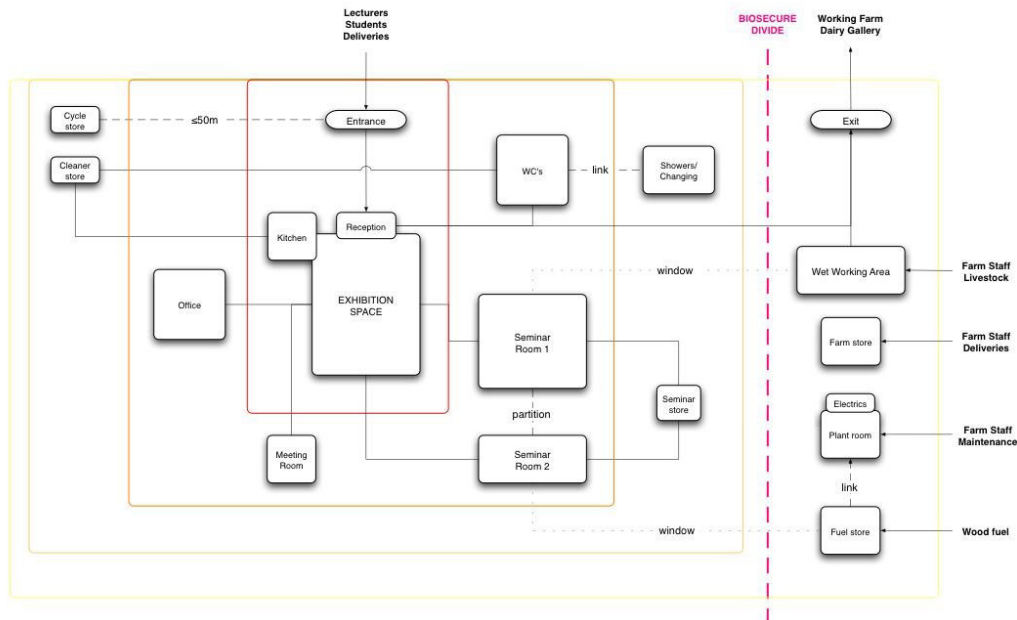 Lecturers
Students
Deliveries
BIOSECURE
DIVIDE
Working Farm
Dairy Gallery
Cycle
store
≤50m
Entrance
Exit
Cleaner
store
WC's
link
Showers/
Changing
Kitchen
Reception
window
Wet Working Area
Farm Staff
Livestock
Office
EXHIBITION
SPACE
Seminar
Room 1
Farm store
Farm Staff
Deliveries
Seminar
store
Electrics
partition
Plant room
Farm Staff
Maintenance
Meeting
Room
Seminar
Room 2
link
window
Fuel store
Wood fuel